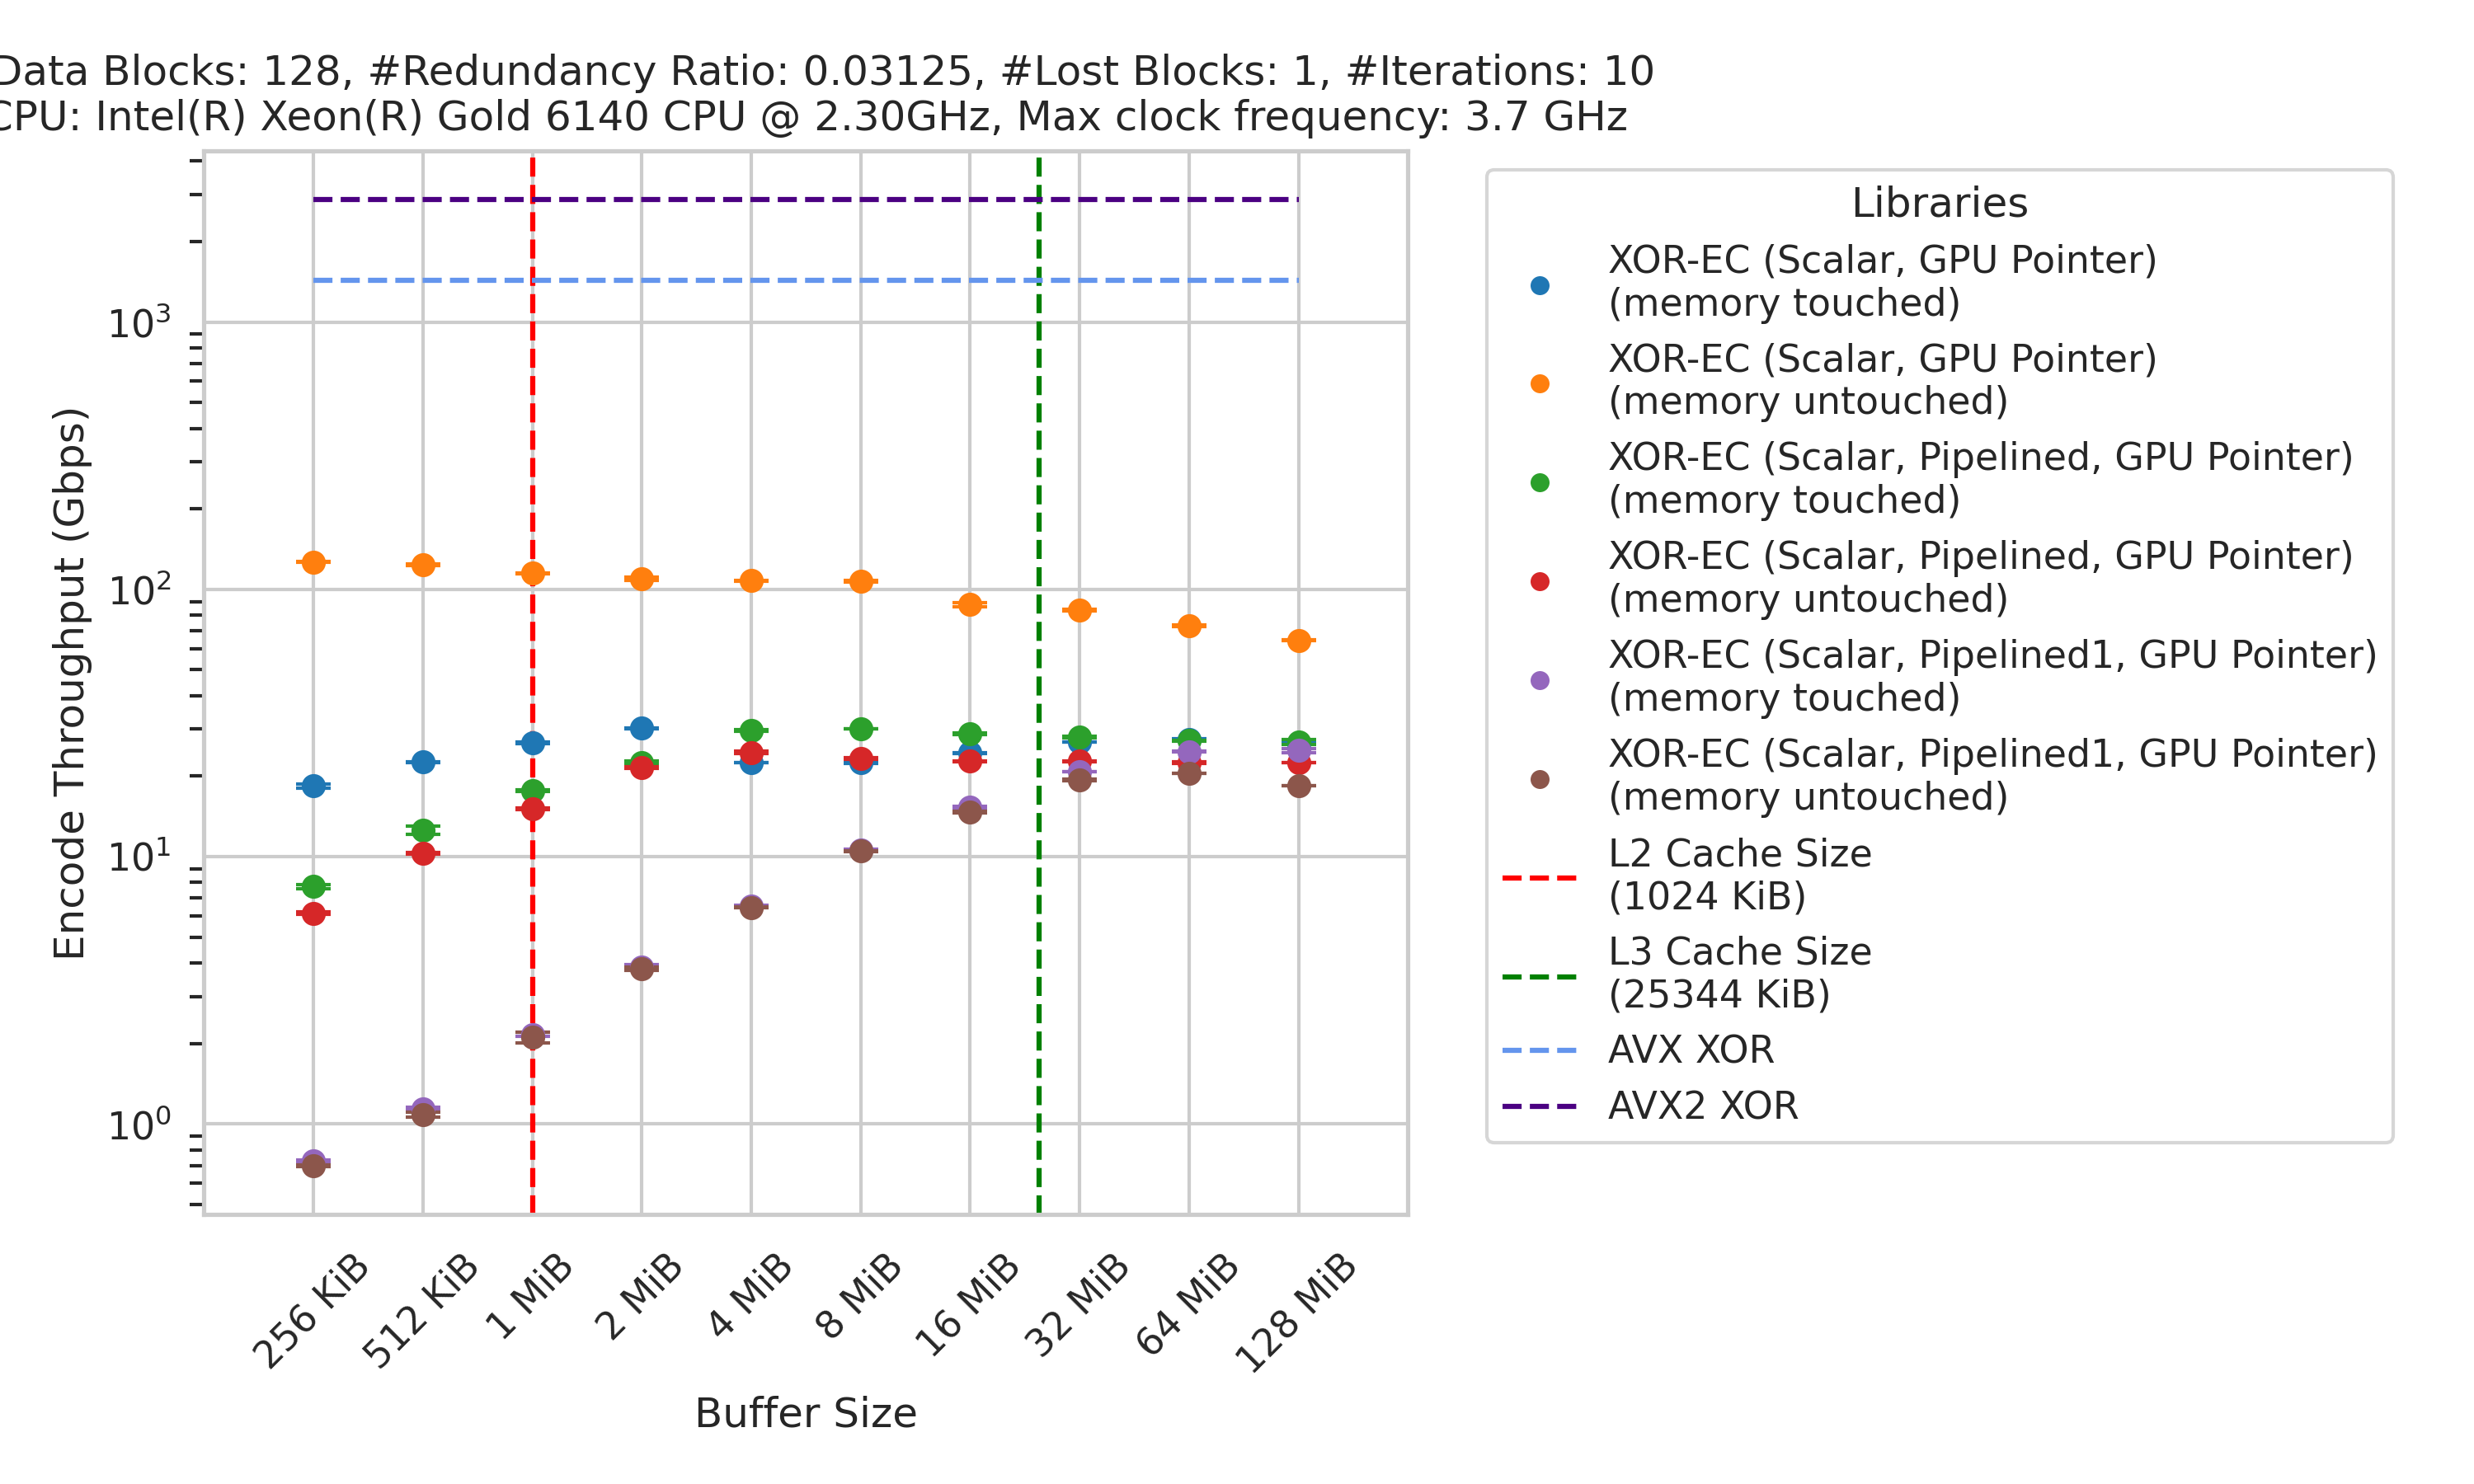 Data Blocks: 128, #Redundancy Ratio: 0.03125, #Lost Blocks: 1, #Iterations: 10
CPU: Intel(R) Xeon(R) Gold 6140 CPU @ 2.30GHz, Max clock frequency: 3.7 GHz
Encode Throughput (Gbps)
10³
10²
10¹
10⁰
256 KiB
512 KiB
1 MiB
2 MiB
4 MiB
8 MiB
16 MiB
32 MiB
64 MiB
128 MiB
Buffer Size
Libraries
XOR-EC (Scalar, GPU Pointer)
(memory touched)
XOR-EC (Scalar, GPU Pointer)
(memory untouched)
XOR-EC (Scalar, Pipelined, GPU Pointer)
(memory touched)
XOR-EC (Scalar, Pipelined, GPU Pointer)
(memory untouched)
XOR-EC (Scalar, Pipelined1, GPU Pointer)
(memory touched)
XOR-EC (Scalar, Pipelined1, GPU Pointer)
(memory untouched)
L2 Cache Size
(1024 KiB)
L3 Cache Size
(25344 KiB)
AVX XOR
AVX2 XOR